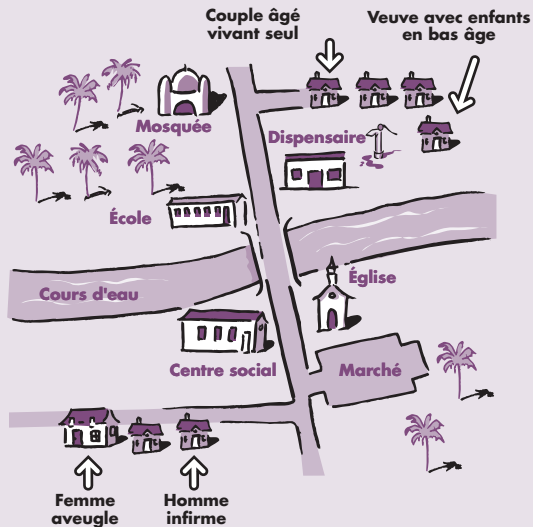 Couple âgé
vivant seul
Veuve avec enfants
en bas âge
Mosquée
Dispensaire
École
Église
Cours d'eau
Centre social
Marché
Femme
aveugle
Homme
infirme